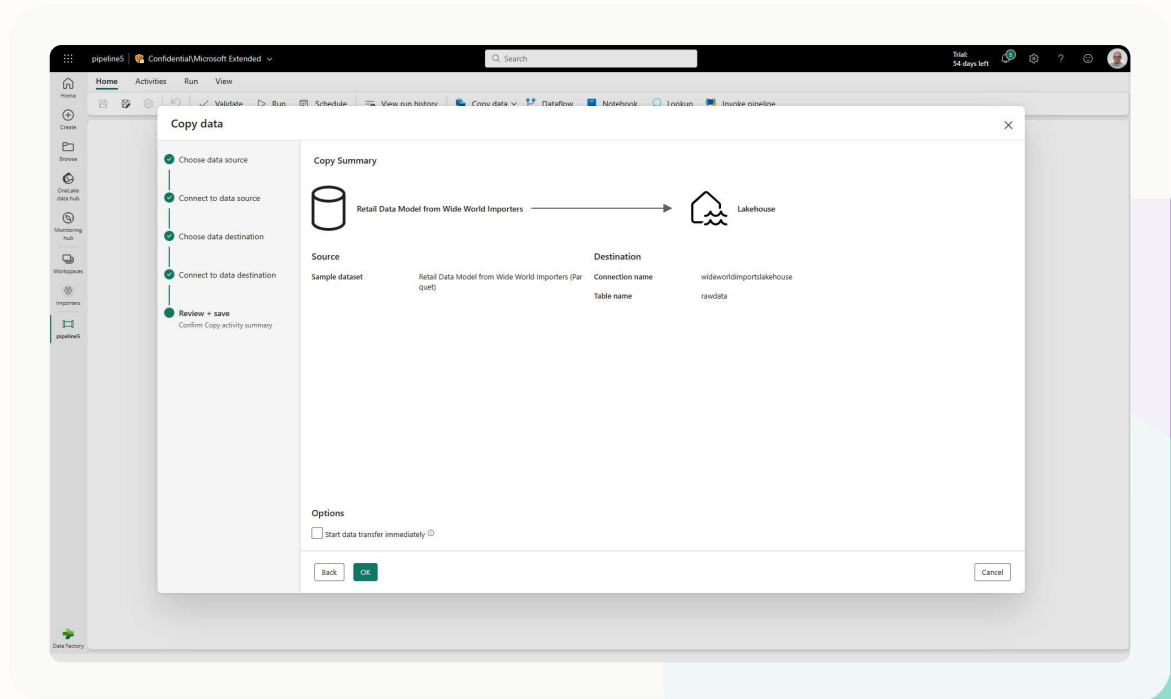 pipeline5 | Confidential\Microsoft Extended
Search
Trial:
54 days left
5
Home Activities Run View
Validate Run Schedule View run history Copy data Dataflow Notebook Lookup Invoke pipeline
Home
Create
Browse
OneLake
data hub
Monitoring
hub
Workspaces
Importers
pipeline5
Data Factory
Copy data
Choose data source
Connect to data source
Choose data destination
Connect to data destination
Review + save
Confirm Copy activity summary
Copy Summary
Retail Data Model from Wide World Importers
Lakehouse
Source
Sample dataset Retail Data Model from Wide World Importers (Par
quet)
Destination
Connection name wideworldimportslakehouse
Table name rawdata
Options
Start data transfer immediately
Back OK Cancel